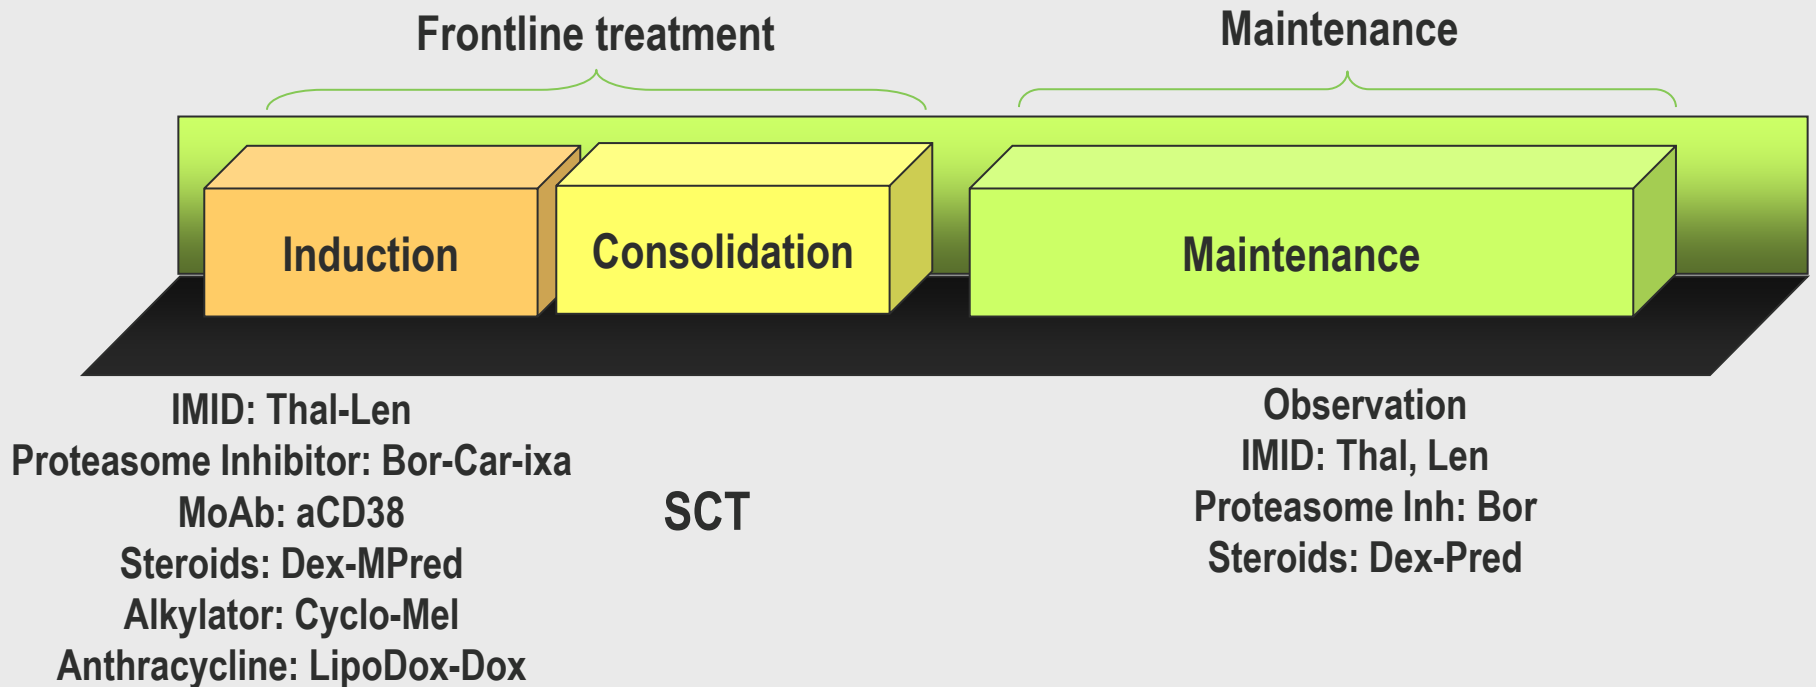 Frontline treatment
Maintenance
Induction
Consolidation
Maintenance
IMID: Thal-Len
Proteasome Inhibitor: Bor-Car-ixa
MoAb: aCD38
Steroids: Dex-MPred
Alkylator: Cyclo-Mel
Anthracycline: LipoDox-Dox
SCT
Observation
IMID: Thal, Len
Proteasome Inh: Bor
Steroids: Dex-Pred